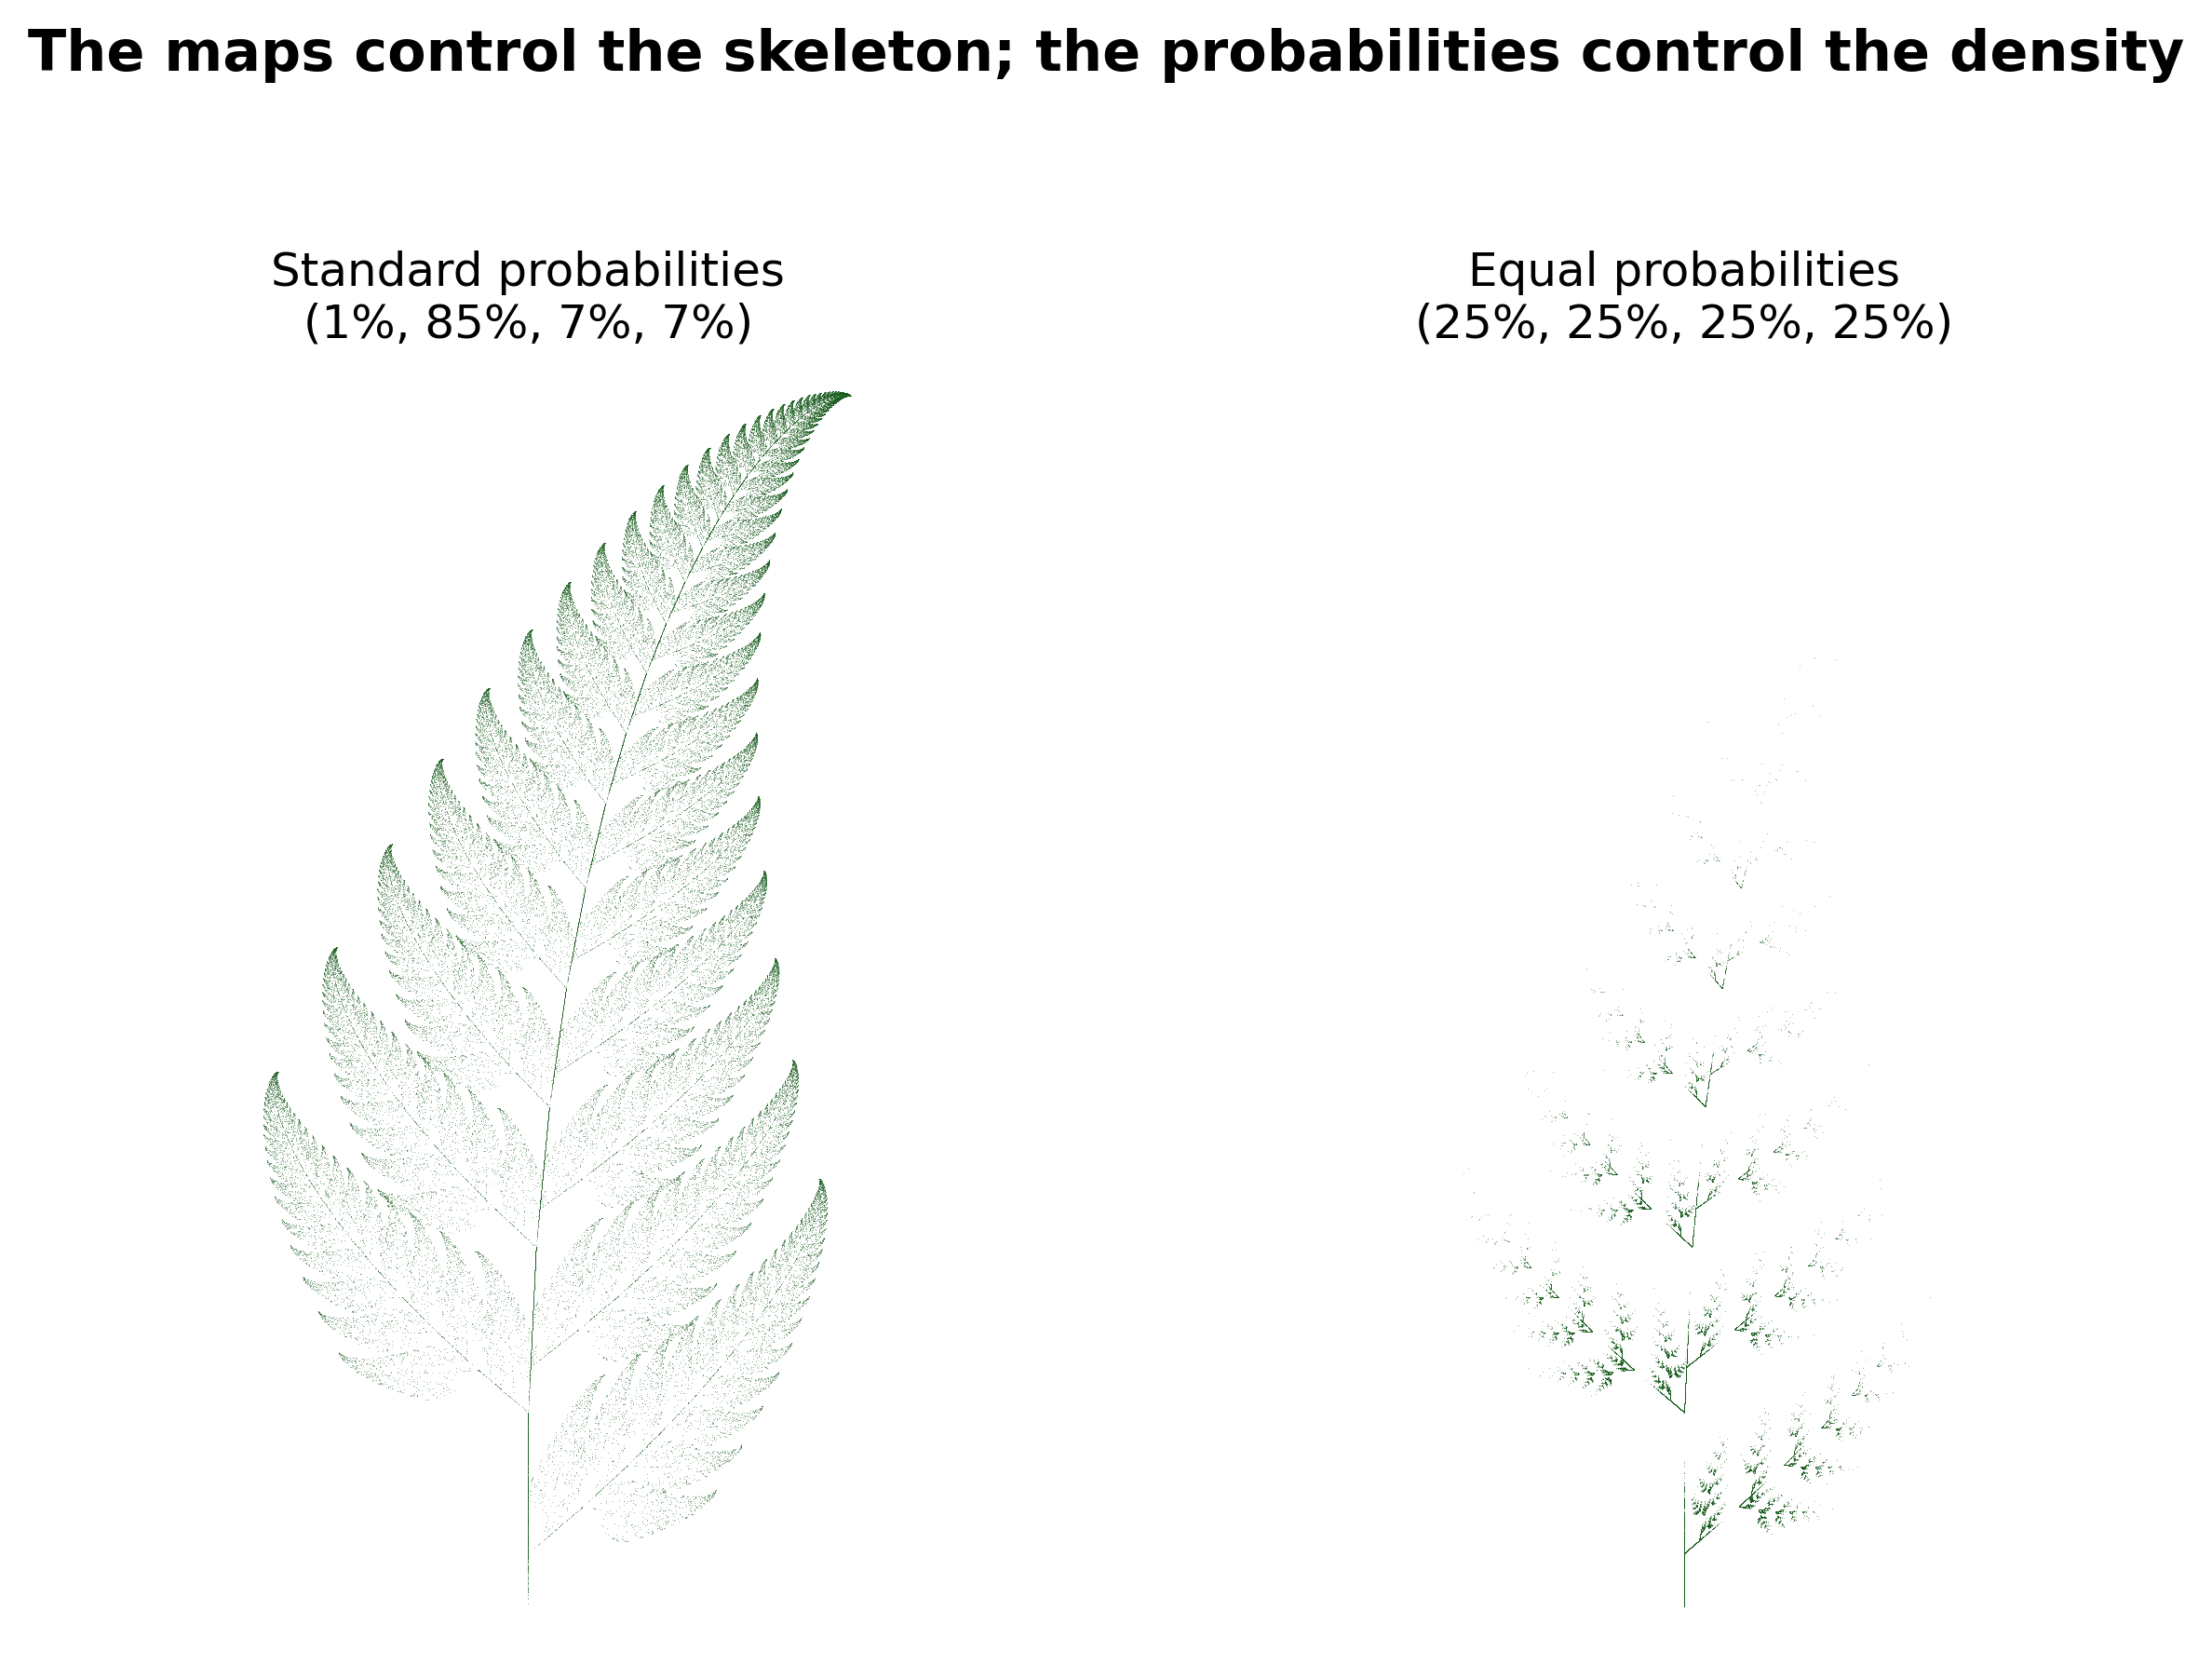 The maps control the skeleton; the probabilities control the density
Standard probabilities
(1%, 85%, 7%, 7%)
Equal probabilities
(25%, 25%, 25%, 25%)